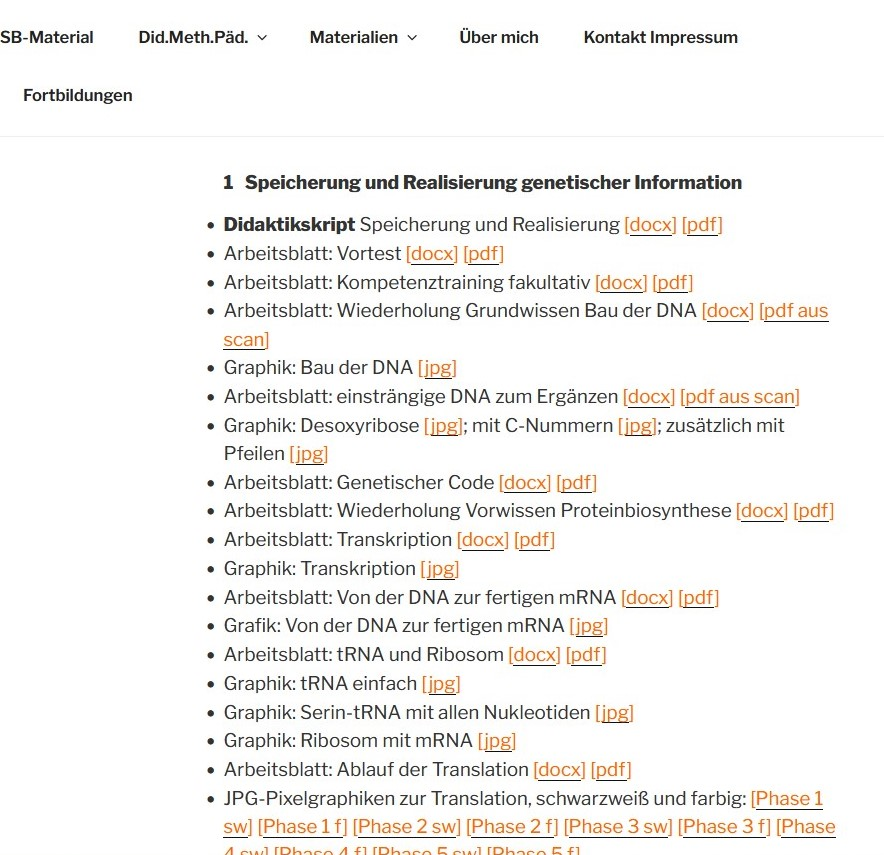 SB-Material Did.Meth.Päd. Materialien Über mich Kontakt Impressum
Fortbildungen
1 Speicherung und Realisierung genetischer Information
• Didaktikskript Speicherung und Realisierung [docx] [pdf]
• Arbeitsblatt: Vortest [docx] [pdf]
• Arbeitsblatt: Kompetenztraining fakultativ [docx] [pdf]
• Arbeitsblatt: Wiederholung Grundwissen Bau der DNA [docx] [pdf aus
scan]
• Graphik: Bau der DNA [jpg]
• Arbeitsblatt: einsträngige DNA zum Ergänzen [docx] [pdf aus scan]
• Graphik: Desoxyribose [jpg]; mit C-Nummern [jpg]; zusätzlich mit
Pfeilen [jpg]
• Arbeitsblatt: Genetischer Code [docx] [pdf]
• Arbeitsblatt: Wiederholung Vorwissen Proteinbiosynthese [docx] [pdf]
• Arbeitsblatt: Transkription [docx] [pdf]
• Graphik: Transkription [jpg]
• Arbeitsblatt: Von der DNA zur fertigen mRNA [docx] [pdf]
• Grafik: Von der DNA zur fertigen mRNA [jpg]
• Arbeitsblatt: tRNA und Ribosom [docx] [pdf]
• Graphik: tRNA einfach [jpg]
• Graphik: Serin-tRNA mit allen Nukleotiden [jpg]
• Graphik: Ribosom mit mRNA [jpg]
• Arbeitsblatt: Ablauf der Translation [docx] [pdf]
• JPG-Pixelgraphiken zur Translation, schwarzweiß und farbig: [Phase 1
sw] [Phase 1 f] [Phase 2 sw] [Phase 2 f] [Phase 3 sw] [Phase 3 f] [Phase
4 sw] [Phase 4 f] [Phase 5 sw] [Phase 5 f]